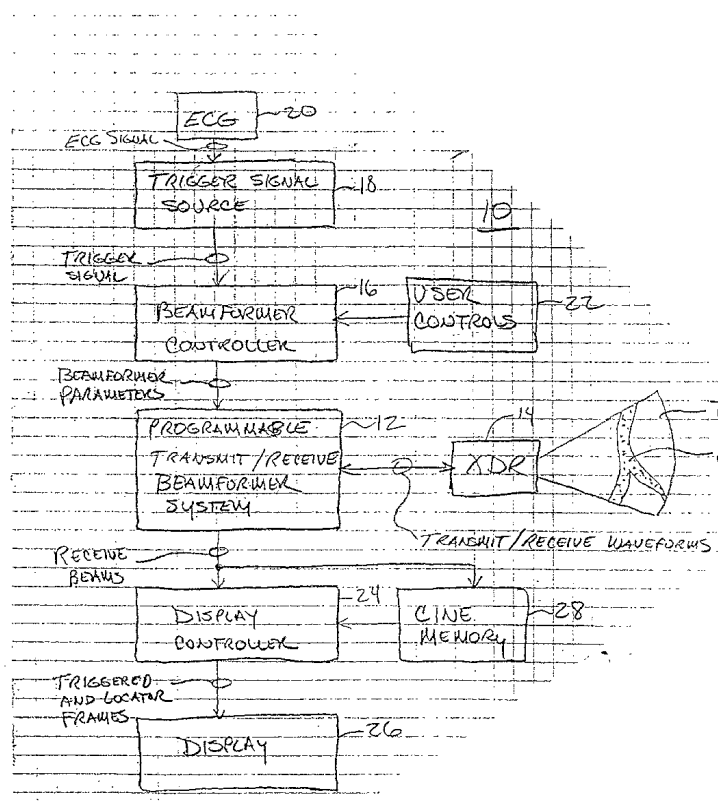 ECG
20
ECG SIGNAL
TRIGGER SIGNAL
SOURCE
18
10
TRIGGER
SIGNAL
16
BEAMFORMER
CONTROLLER
USER
CONTROLS
22
BEAMFORMER
PARAMETERS
PROGRAMMABLE
TRANSMIT/RECEIVE
BEAMFORMER
SYSTEM
12
14
XDR
TRANSMIT/RECEIVE WAVEFORMS
RECEIVE
BEAMS
DISPLAY
CONTROLLER
24
CINE
MEMORY
28
TRIGGERED
AND LOCATOR
FRAMES
DISPLAY
26